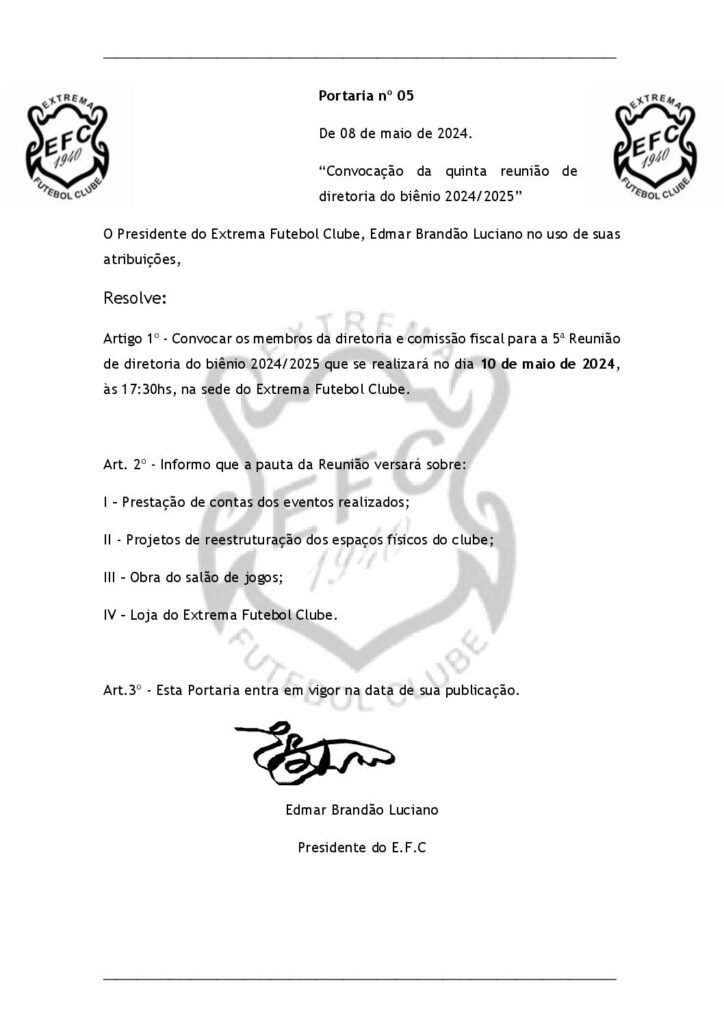 EXTREMA
EFC
1940
FUTEBOL CLUBE
Portaria nº 05
De 08 de maio de 2024.
“Convocação da quinta reunião de
diretoria do biênio 2024/2025”
EXTREMA
EFC
1940
FUTEBOL CLUBE
O Presidente do Extrema Futebol Clube, Edmar Brandão Luciano no uso de suas
atribuições,
Resolve:
Artigo 1º - Convocar os membros da diretoria e comissão fiscal para a 5ª Reunião
de diretoria do biênio 2024/2025 que se realizará no dia 10 de maio de 2024,
às 17:30hs, na sede do Extrema Futebol Clube.
Art. 2º - Informo que a pauta da Reunião versará sobre:
I – Prestação de contas dos eventos realizados;
II - Projetos de reestruturação dos espaços físicos do clube;
III – Obra do salão de jogos;
IV – Loja do Extrema Futebol Clube.
Art.3º - Esta Portaria entra em vigor na data de sua publicação.
EXTREMA
EFC
1940
FUTEBOL CLUBE
Edmar Brandão Luciano
Presidente do E.F.C